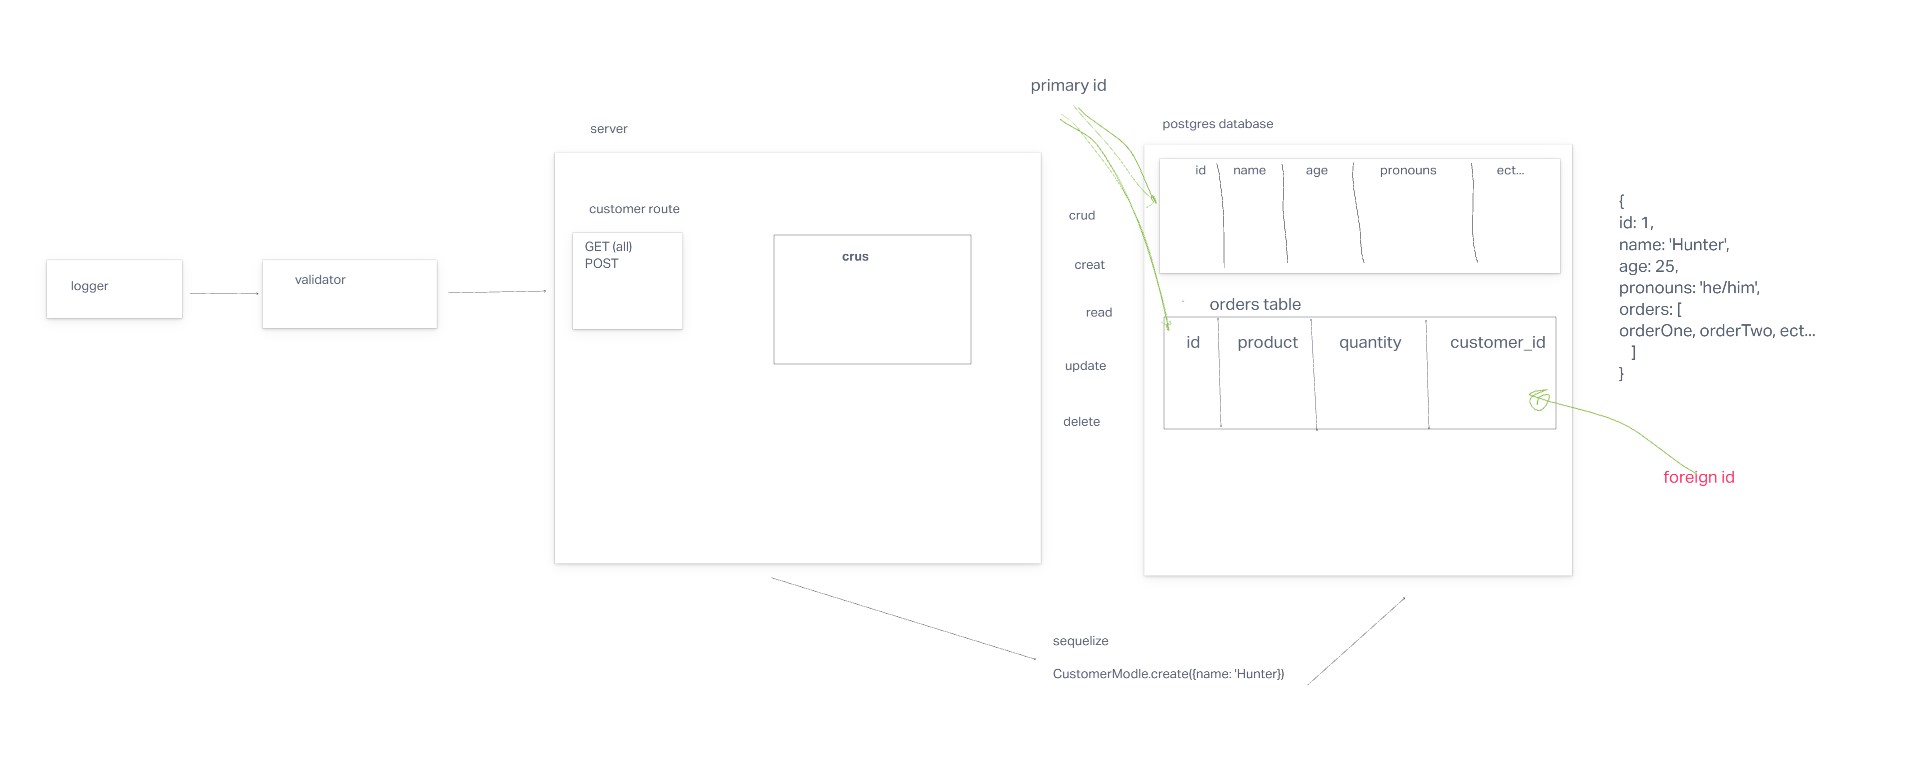 primary id
server
postgres database
id name age pronouns ect...
customer route
GET (all)
POST
crus
logger
validator
crud
creat
read
update
delete
orders table
id product quantity customer_id
{
id: 1,
name: 'Hunter',
age: 25,
pronouns: 'he/him',
orders: [
orderOne, orderTwo, ect...
]
}
foreign id
sequelize
CustomerModle.create({name: 'Hunter})